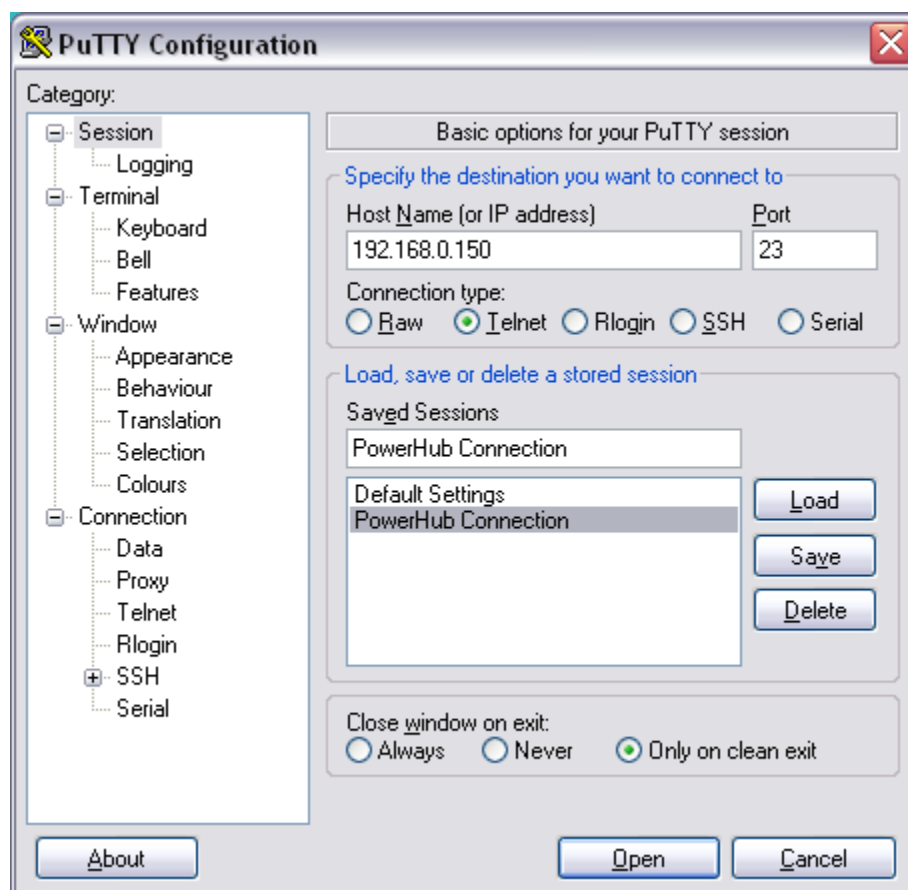 PuTTY Configuration
Category:
Session
Logging
Terminal
Keyboard
Bell
Features
Window
Appearance
Behaviour
Translation
Selection
Colours
Connection
Data
Proxy
Telnet
Rlogin
SSH
Serial
Basic options for your PuTTY session
Specify the destination you want to connect to
Host Name (or IP address) Port
192.168.0.150 23
Connection type:
Raw Telnet Rlogin SSH Serial
Load, save or delete a stored session
Saved Sessions
PowerHub Connection
Default Settings
PowerHub Connection
Load
Save
Delete
Close window on exit:
Always Never Only on clean exit
About Open Cancel